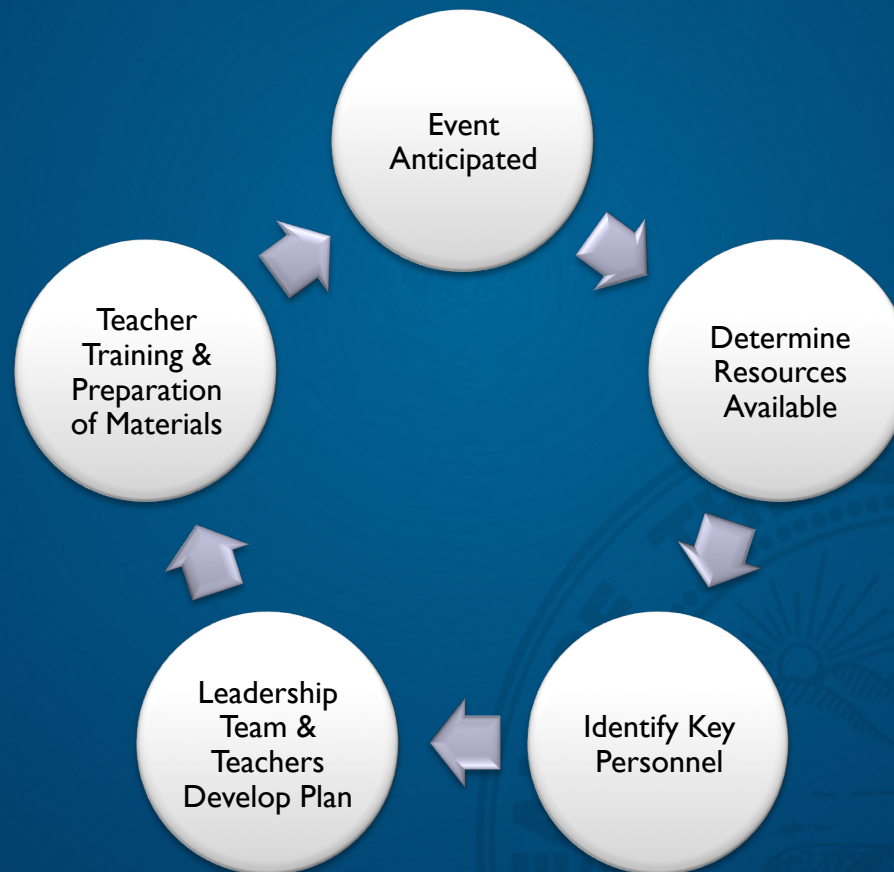 Event
Anticipated
Determine
Resources
Available
Identify Key
Personnel
Leadership
Team &
Teachers
Develop Plan
Teacher
Training &
Preparation
of Materials